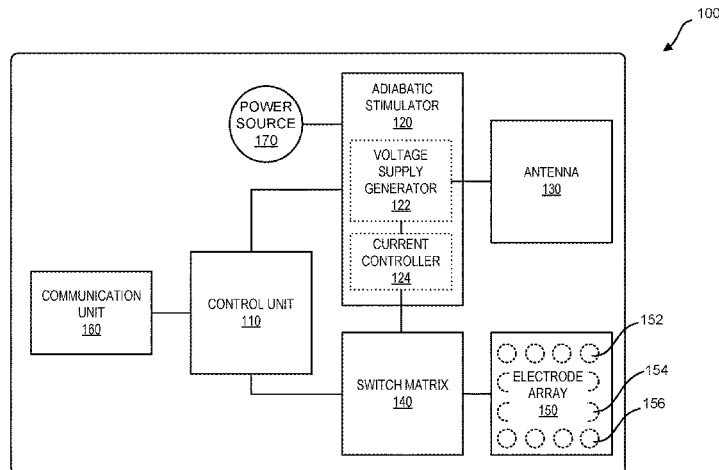 100
ADIABATIC
STIMULATOR
120
POWER
SOURCE
170
VOLTAGE
SUPPLY
GENERATOR
122
ANTENNA
130
CURRENT
CONTROLLER
124
COMMUNICATION
UNIT
160
CONTROL UNIT
110
SWITCH MATRIX
140
ELECTRODE
ARRAY
150
152
154
156